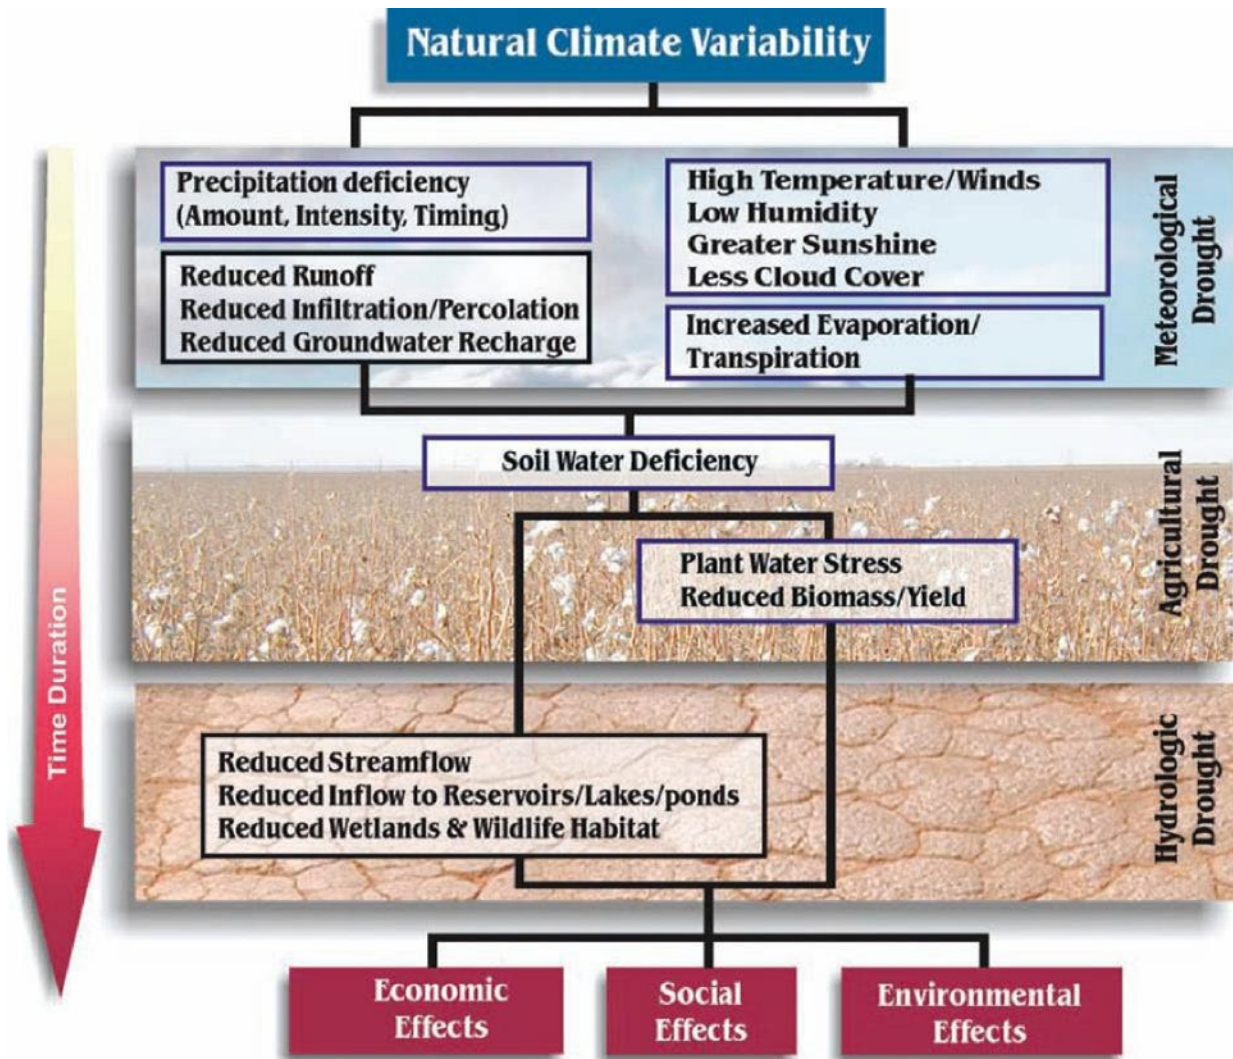 Natural Climate Variability
Precipitation deficiency
(Amount, Intensity, Timing)
High Temperature/Winds
Low Humidity
Greater Sunshine
Less Cloud Cover
Reduced Runoff
Reduced Infiltration/Percolation
Reduced Groundwater Recharge
Increased Evaporation/
Transpiration
Meteorological
Drought
Soil Water Deficiency
Plant Water Stress
Reduced Biomass/Yield
Agricultural
Drought
Time Duration
Reduced Streamflow
Reduced Inflow to Reservoirs/Lakes/ponds
Reduced Wetlands & Wildlife Habitat
Hydrologic
Drought
Economic
Effects
Social
Effects
Environmental
Effects